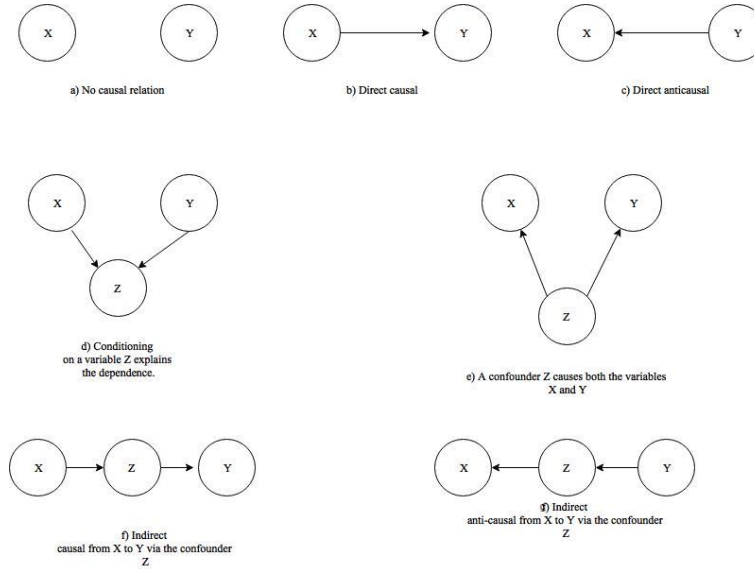 X
Y
X
Y
X
Y
a) No causal relation
b) Direct causal
c) Direct anticausal
X
Y
Z
d) Conditioning
on a variable Z explains
the dependence.
X
Y
Z
e) A confounder Z causes both the variables
X and Y
X
Z
Y
f) Indirect
causal from X to Y via the confounder
Z
X
Z
Y
g) Indirect
anti-causal from X to Y via the confounder
Z